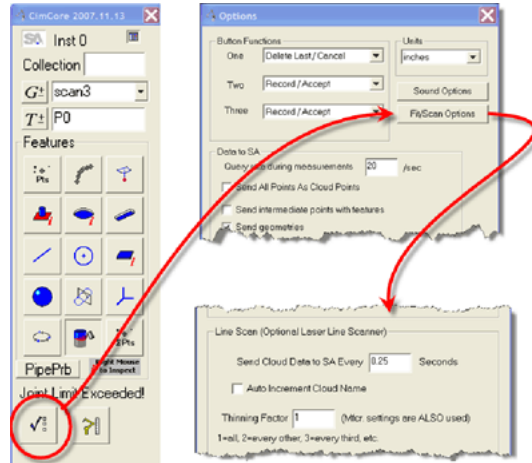 CimCore 2007.11.13
SA Inst 0
Collection
G± scan3
T± P0
Features
Pts
2Pts
PipePrb
Right Mouse
to Inspect
Joint Limit Exceeded!
Options
Button Functions
One Delete Last/Cancel
Two Record/Accept
Three Record/Accept
Units
inches
Sound Options
Fit/Scan Options
Data to SA
Query rate during measurements 20 /sec
Send All Points As Cloud Points
Send intermediate points with features
Send geometries
Line Scan (Optional Laser Line Scanner)
Send Cloud Data to SA Every 0.25 Seconds
Auto Increment Cloud Name
Thinning Factor 1 (Mfcr. settings are ALSO used)
1=all, 2=every other, 3=every third, etc.